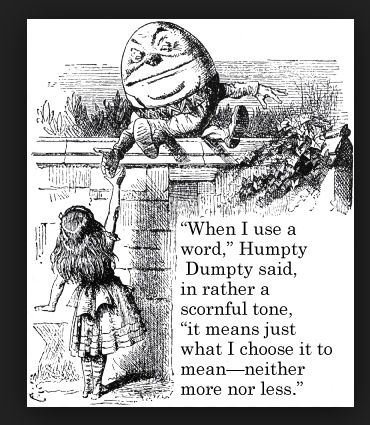 “When I use a
word,” Humpty
Dumpty said,
in rather a
scornful tone,
“it means just
what I choose it to
mean—neither
more nor less.”